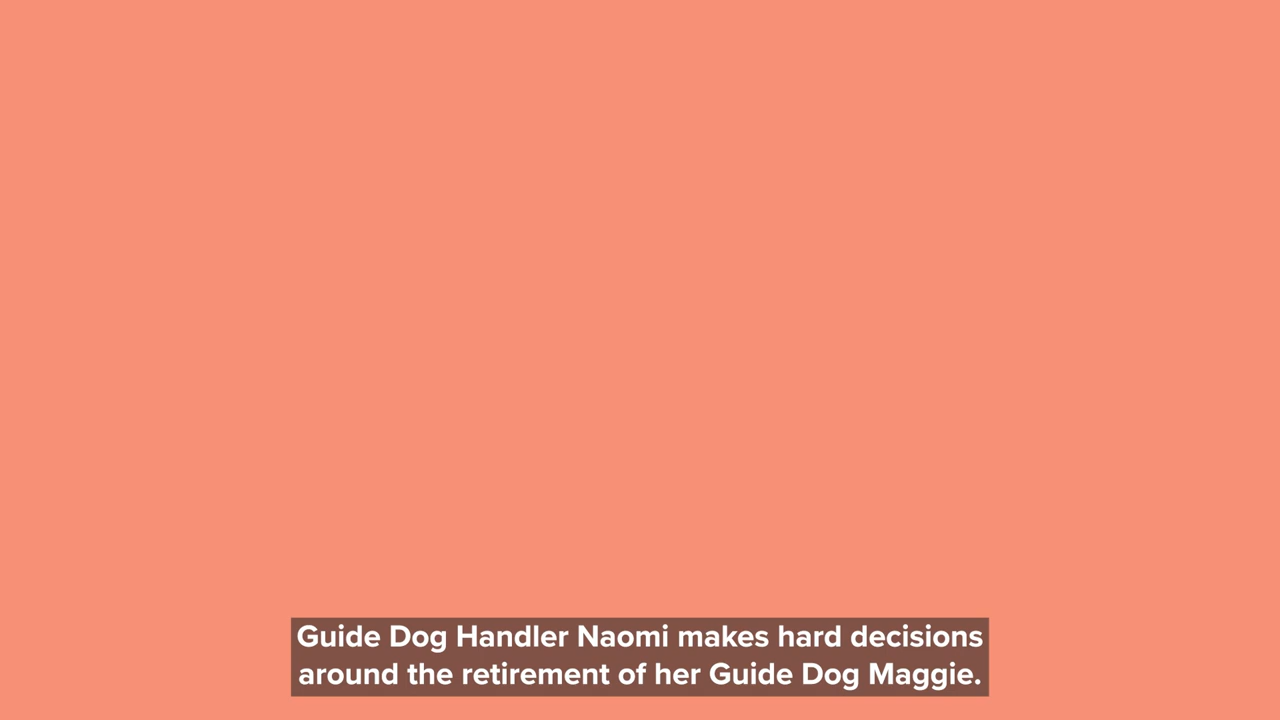 Guide Dog Handler Naomi makes hard decisions
around the retirement of her Guide Dog Maggie.